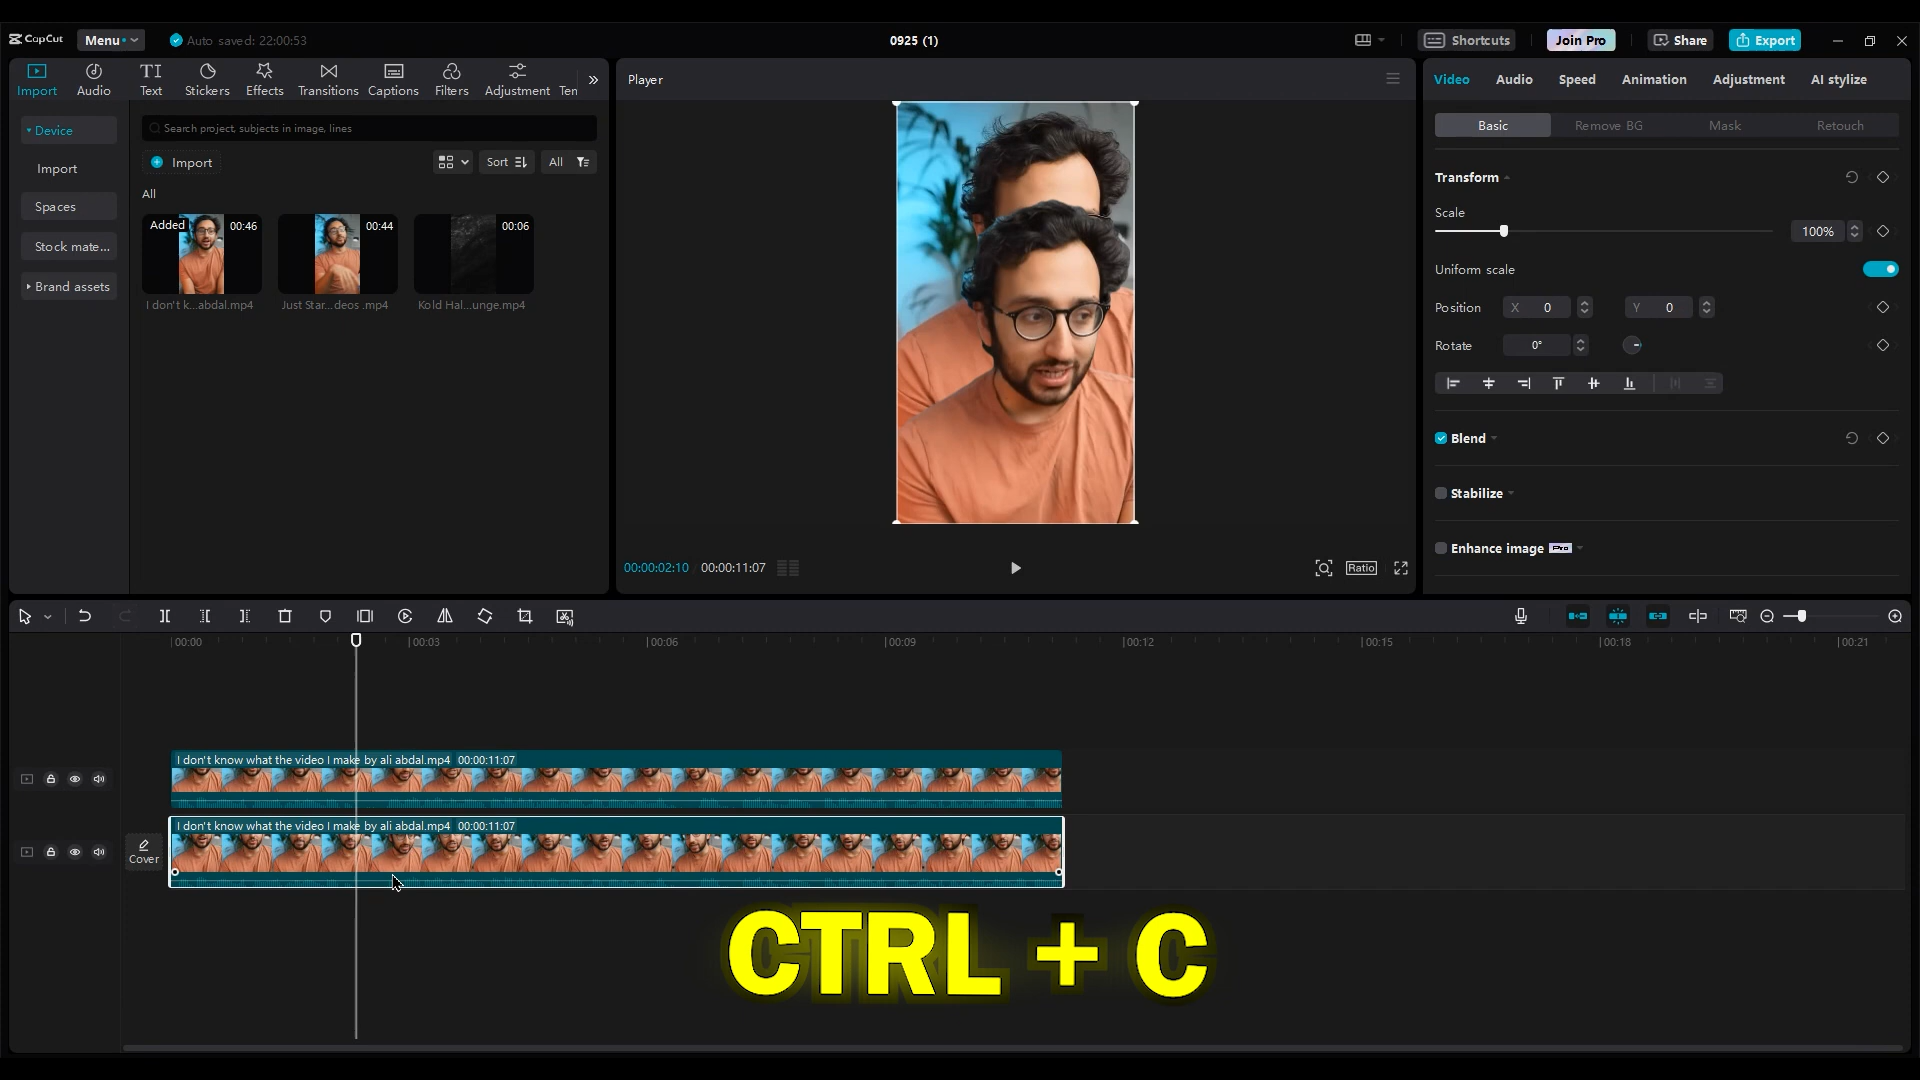 CapCut
Menu
Auto saved: 22:00:53
0925 (1)
Shortcuts
Join Pro
Share
Export
Import
Audio
Text
Stickers
Effects
Transitions
Captions
Filters
Adjustment
Ten
Player
Video
Audio
Speed
Animation
Adjustment
AI stylize
Device
Import
Spaces
Stock mate...
Brand assets
Search project, subjects in image, lines
Import
Sort
All
All
Added
00:46
00:44
00:06
I don't k...abdal.mp4
Just Star...deos .mp4
Kold Hal...unge.mp4
Basic
Remove BG
Mask
Retouch
Transform
Scale
100%
Uniform scale
Position
X 0
Y 0
Rotate
0°
Blend
Stabilize
Enhance image Pro
00:00:02:10
00:00:11:07
Ratio
00:00
00:03
00:06
00:09
00:12
00:15
00:18
00:21
I don't know what the video I make by ali abdal.mp4 00:00:11:07
I don't know what the video I make by ali abdal.mp4 00:00:11:07
Cover
CTRL + C